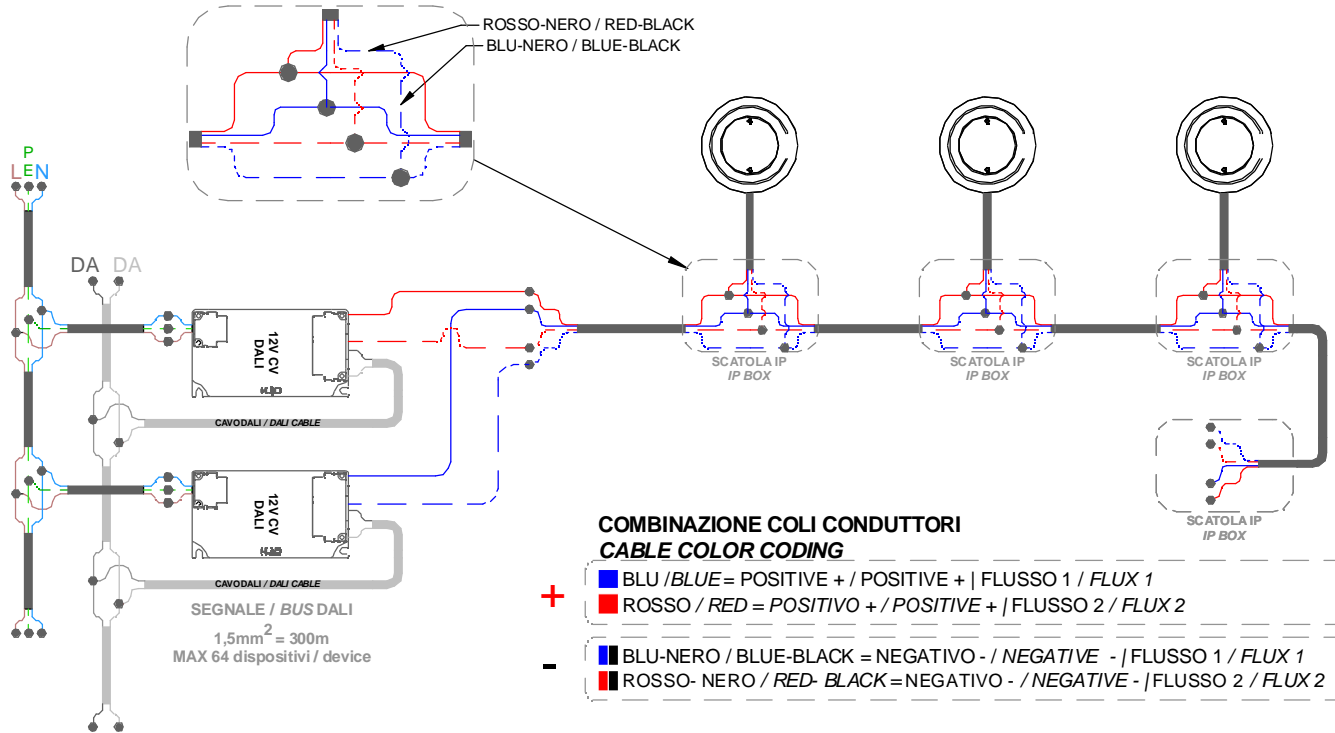 ROSSO-NERO / RED-BLACK
BLU-NERO / BLUE-BLACK
P
E
L N
DA DA
12V CV
DALI
CAVODALI / DALI CABLE
12V CV
DALI
CAVODALI / DALI CABLE
SEGNALE / BUS DALI
1,5mm² = 300m
MAX 64 dispositivi / device
SCATOLA IP
IP BOX
SCATOLA IP
IP BOX
SCATOLA IP
IP BOX
SCATOLA IP
IP BOX
COMBINAZIONE COLI CONDUTTORI
CABLE COLOR CODING
+
BLU /BLUE = POSITIVE + / POSITIVE + | FLUSSO 1 / FLUX 1
ROSSO / RED = POSITIVO + / POSITIVE + | FLUSSO 2 / FLUX 2
-
BLU-NERO / BLUE-BLACK = NEGATIVO - / NEGATIVE - | FLUSSO 1 / FLUX 1
ROSSO- NERO / RED- BLACK = NEGATIVO - / NEGATIVE - | FLUSSO 2 / FLUX 2